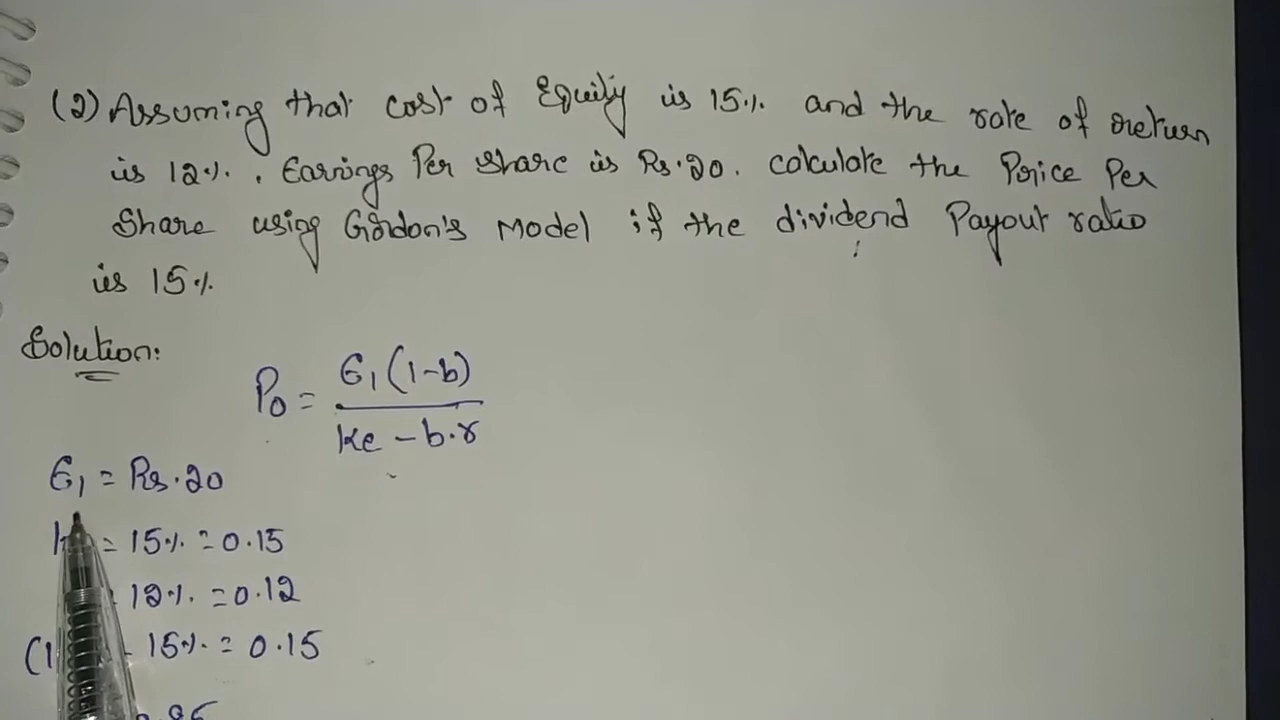 (2) Assuming that cost of Equity is 15% and the rate of return
is 12%. Earnings Per share is Rs.20. calculate the Price Per
Share using Gordon's Model if the dividend Payout ratio
is 15%
Solution:
P0 = E1(1-b)
ke - b.r
E1 = Rs.20
= 15% = 0.15
12% = 0.12
(1 15% = 0.15